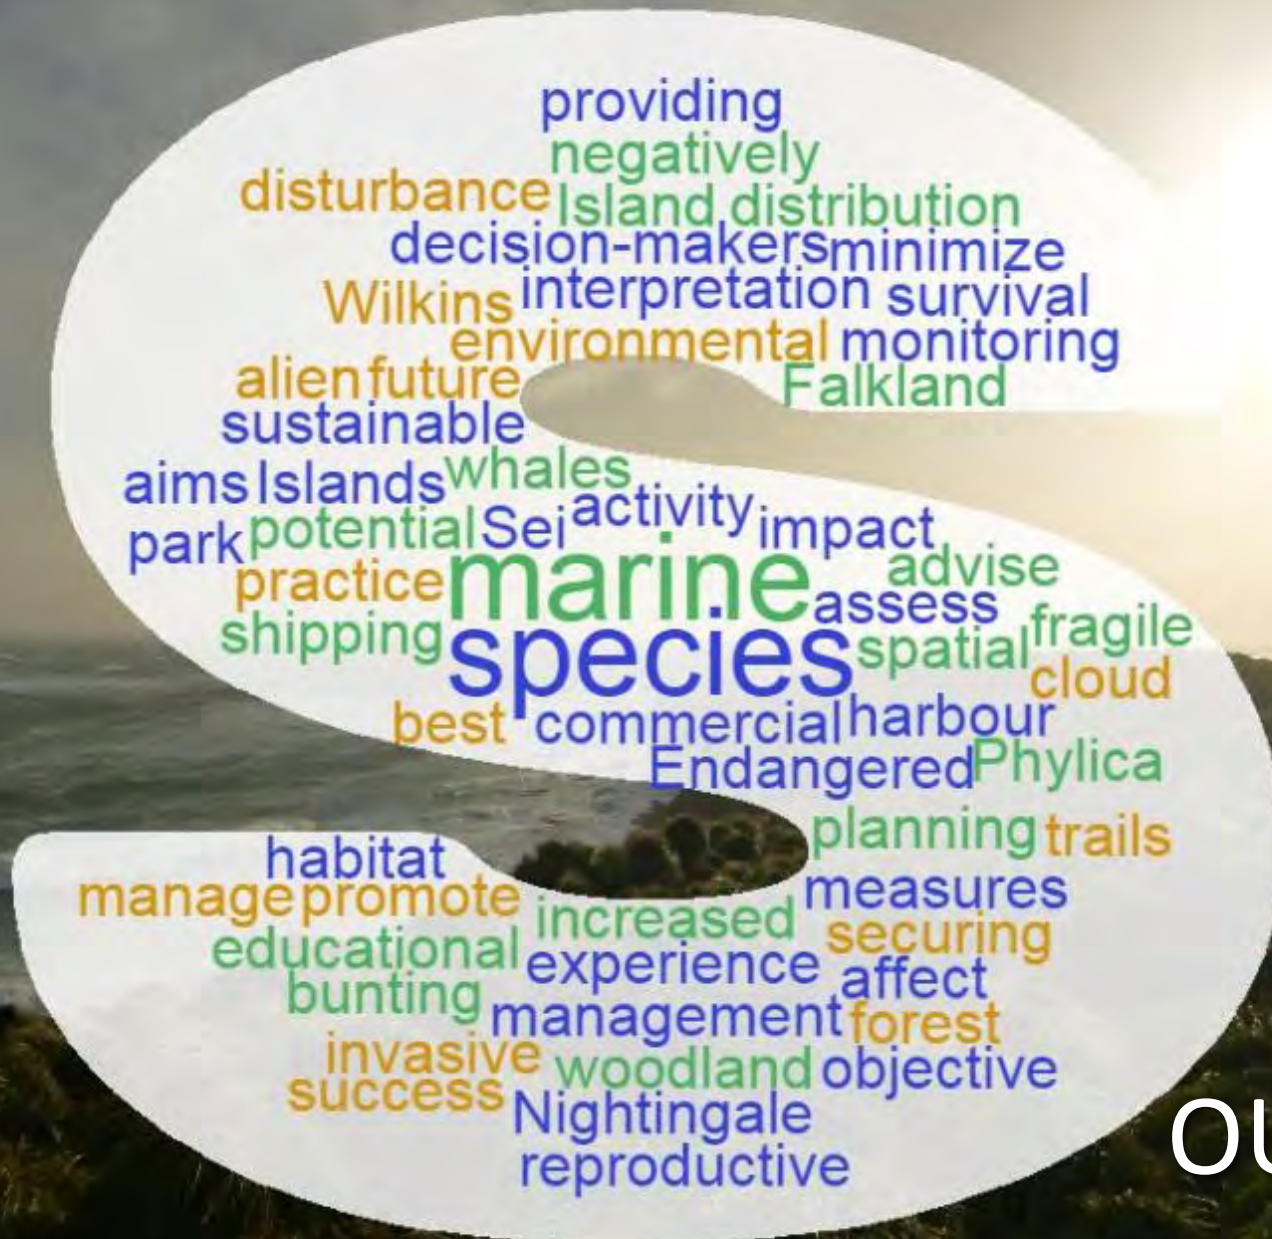 providing
negatively
disturbance Island distribution
decision-makers minimize
Wilkins interpretation survival
environmental monitoring
alien future Falkland
sustainable
aims Islands whales
park potential Sei activity impact
practice marine advise
shipping species assess spatial fragile
cloud
best commercial harbour
Endangered Phylica
planning trails
habitat
manage promote increased measures
educational experience securing
bunting affect
management forest
invasive woodland objective
success Nightingale
reproductive
OU